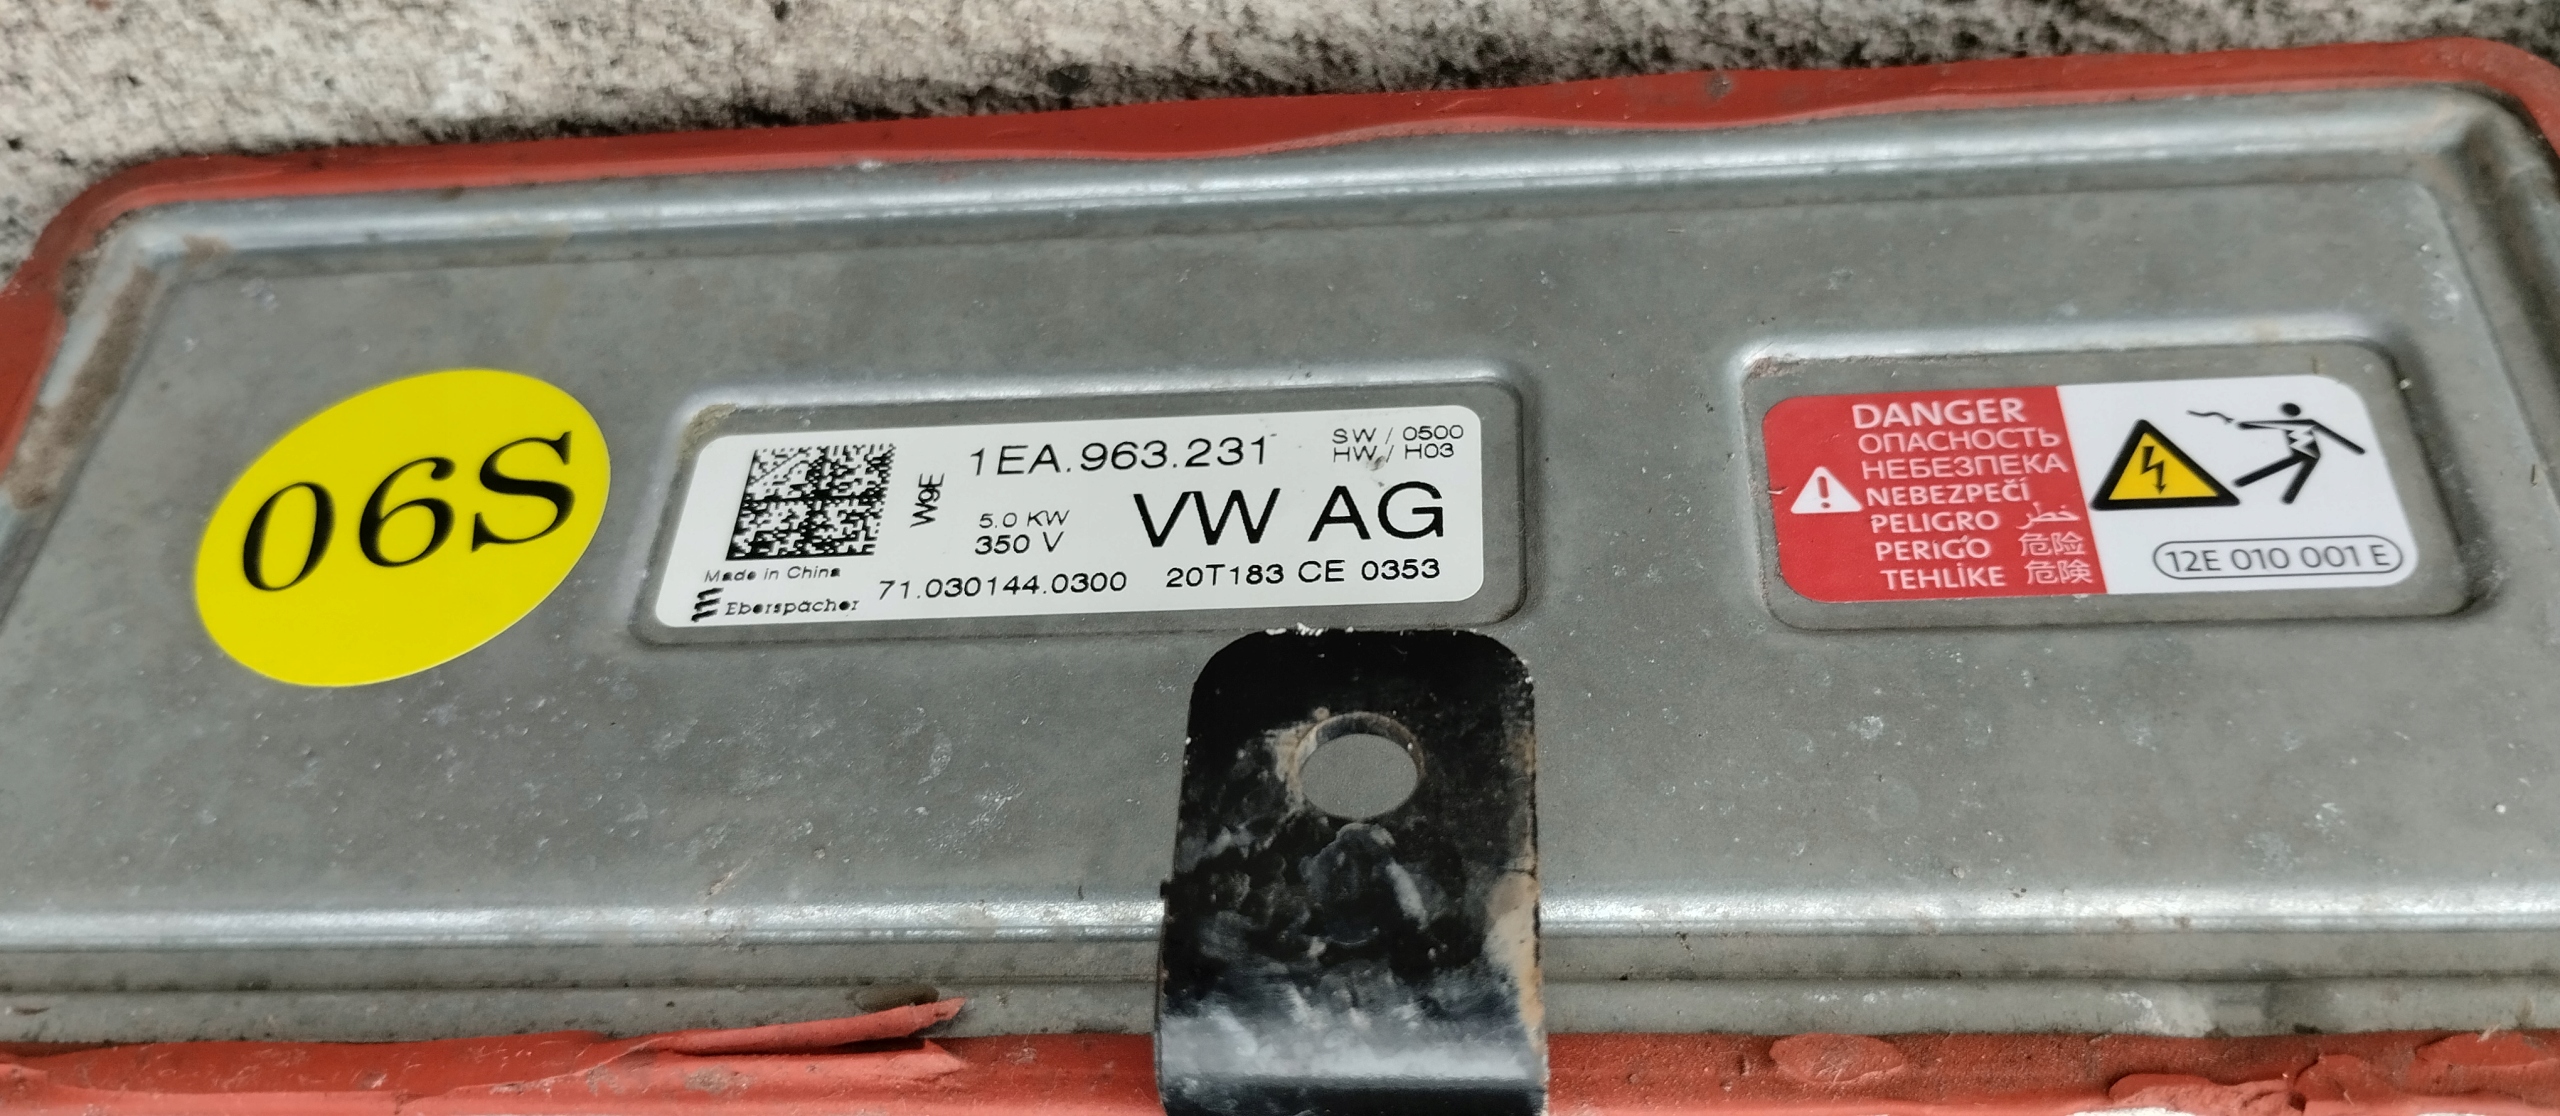 06S
W9E
1EA.963.231
SW / 0500
HW / H03
5.0 KW
350 V
VW AG
Made in China
Eberspächer
71.030144.0300
20T183 CE 0353
DANGER
ОПАСНОСТЬ
НЕБЕЗПЕКА
NEBEZPEČÍ
PELIGRO خطر
PERIGO 危险
TEHLİKE 危険
12E 010 001 E